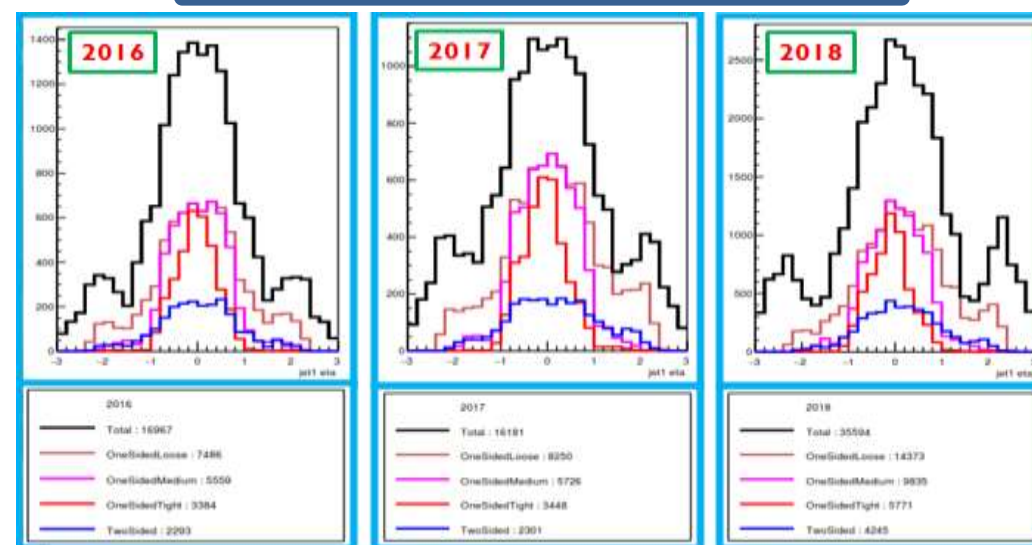 2016
2017
2018
1400
1200
1000
800
600
400
200
0
-3
-2
-1
0
1
2
3
jet1 eta
1000
800
600
400
200
0
-3
-2
-1
0
1
2
3
jet1 eta
2500
2000
1500
1000
500
0
-3
-2
-1
0
1
2
jet1 eta
2016
Total : 16967
OneSidedLoose : 7486
OneSidedMedium : 5559
OneSidedTight : 3384
TwoSided : 2293
2017
Total : 16181
OneSidedLoose : 8250
OneSidedMedium : 5726
OneSidedTight : 3448
TwoSided : 2301
2018
Total : 35594
OneSidedLoose : 14373
OneSidedMedium : 9835
OneSidedTight : 5771
TwoSided : 4245